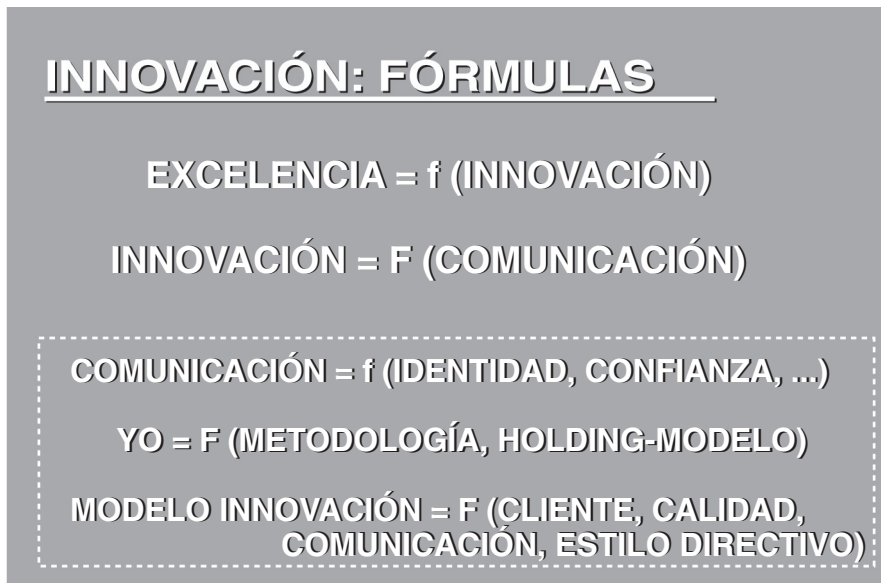 INNOVACIÓN: FÓRMULAS
EXCELENCIA = f (INNOVACIÓN)
INNOVACIÓN = F (COMUNICACIÓN)
COMUNICACIÓN = f (IDENTIDAD, CONFIANZA, ...)
YO = F (METODOLOGÍA, HOLDING-MODELO)
MODELO INNOVACIÓN = F (CLIENTE, CALIDAD,
COMUNICACIÓN, ESTILO DIRECTIVO)